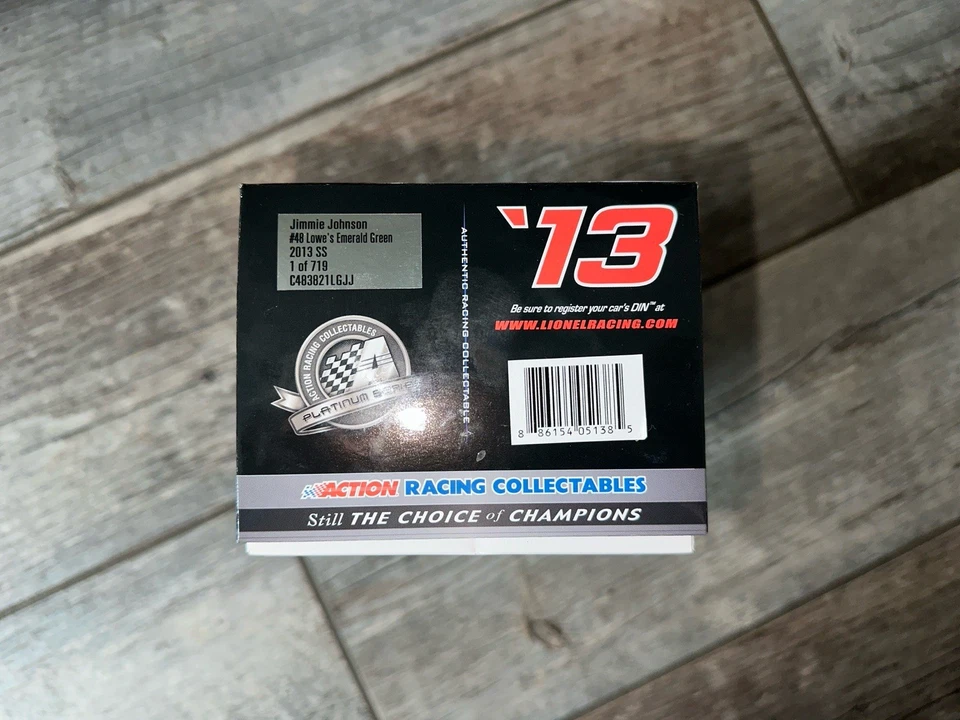 Jimmie Johnson
#48 Lowe's Emerald Green
2013 SS
1 of 719
C483821LGJJ
ACTION RACING COLLECTABLES
A
PLATINUM SERIES
AUTHENTIC RACING COLLECTABLE
'13
Be sure to register your car's DIN™ at
WWW.LIONELRACING.COM
8 86154 05138 5
ACTION RACING COLLECTABLES
Still THE CHOICE of CHAMPIONS